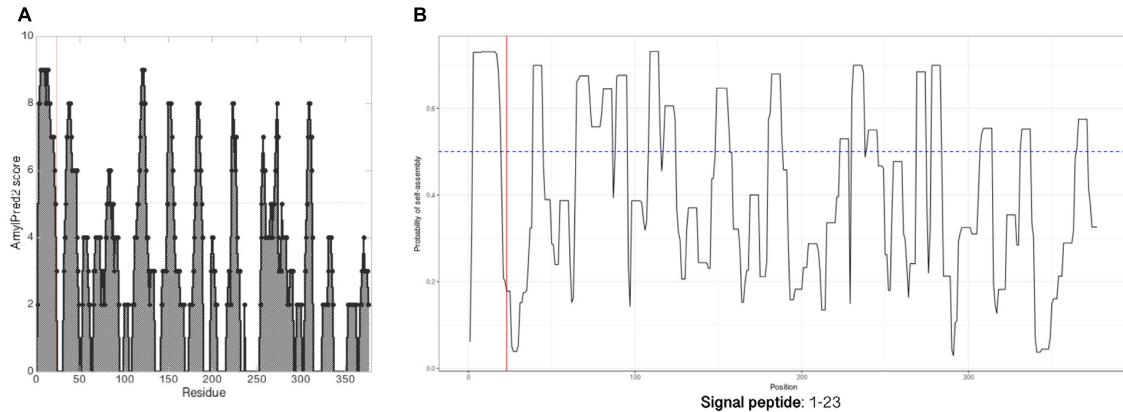 A
B
10
8
6
4
2
0
AmylPred2 score
0 50 100 150 200 250 300 350
Residue
0.6
0.4
0.2
0.0
Probability of self-assembly
0 100 200 300
Position
Signal peptide: 1-23